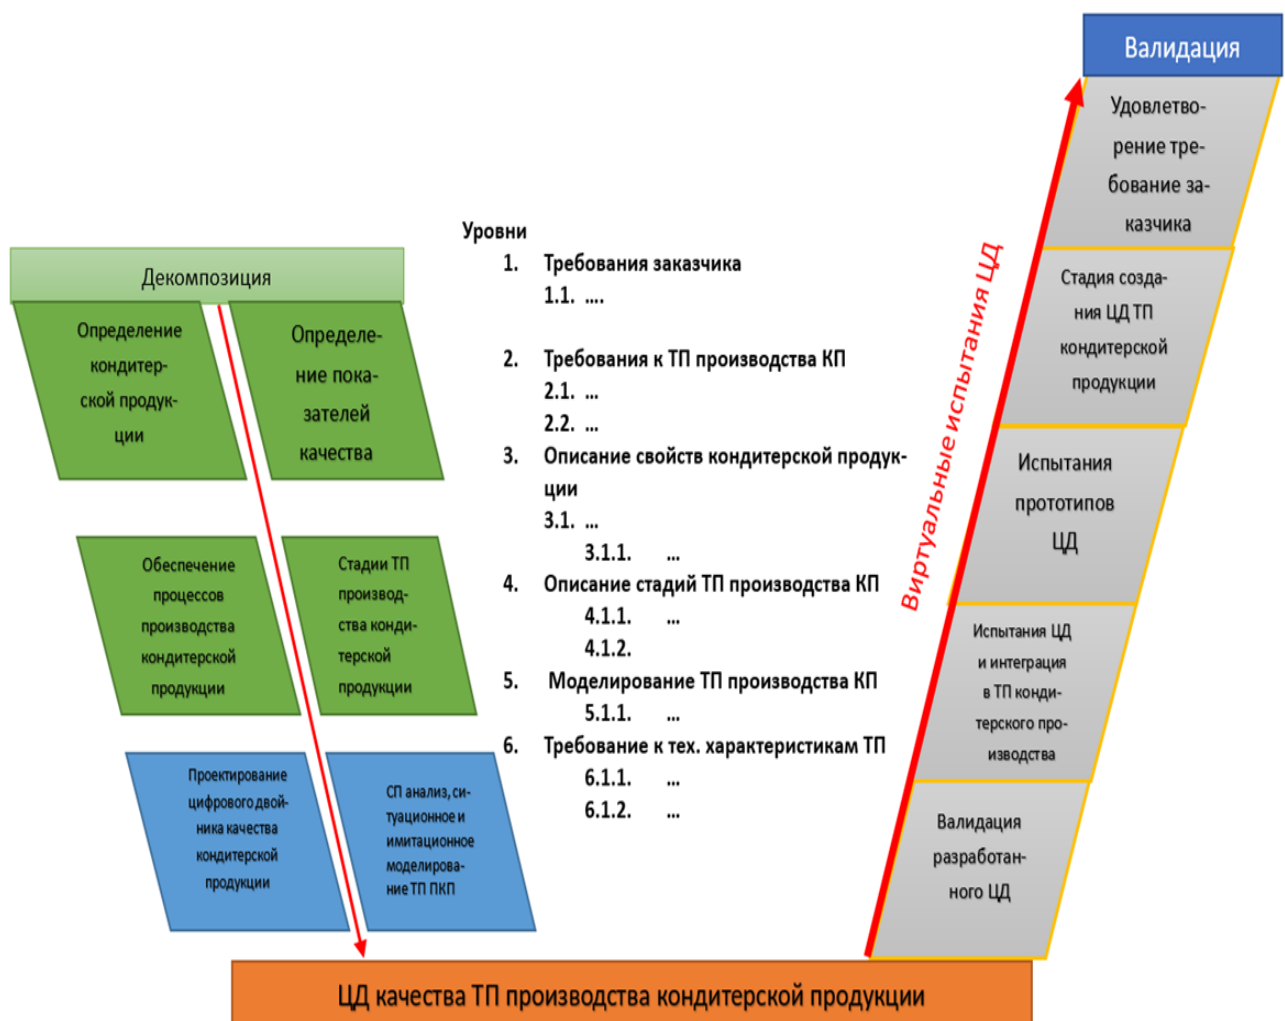 Декомпозиция
Определение
кондитер-
ской продук-
ции
Определе-
ние пока-
зателей
качества
Обеспечение
процессов
производства
кондитерской
продукции
Стадии ТП
производ-
ства конди-
терской
продукции
Проектирование
цифрового двой-
ника качества
кондитерской
продукции
СП анализ, си-
туационное и
имитационное
моделирова-
ние ТП ПКП
Уровни
1. Требования заказчика
1.1. ....
2. Требования к ТП производства КП
2.1. ...
2.2. ...
3. Описание свойств кондитерской продук-
ции
3.1. ...
3.1.1. ...
4. Описание стадий ТП производства КП
4.1.1. ...
4.1.2.
5. Моделирование ТП производства КП
5.1.1. ...
6. Требование к тех. характеристикам ТП
6.1.1. ...
6.1.2. ...
Виртуальные испытания ЦД
Валидация
Удовлетво-
рение тре-
бование за-
казчика
Стадия созда-
ния ЦД ТП
кондитерской
продукции
Испытания
прототипов
ЦД
Испытания ЦД
и интеграция
в ТП конди-
терского про-
изводства
Валидация
разработан-
ного ЦД
ЦД качества ТП производства кондитерской продукции